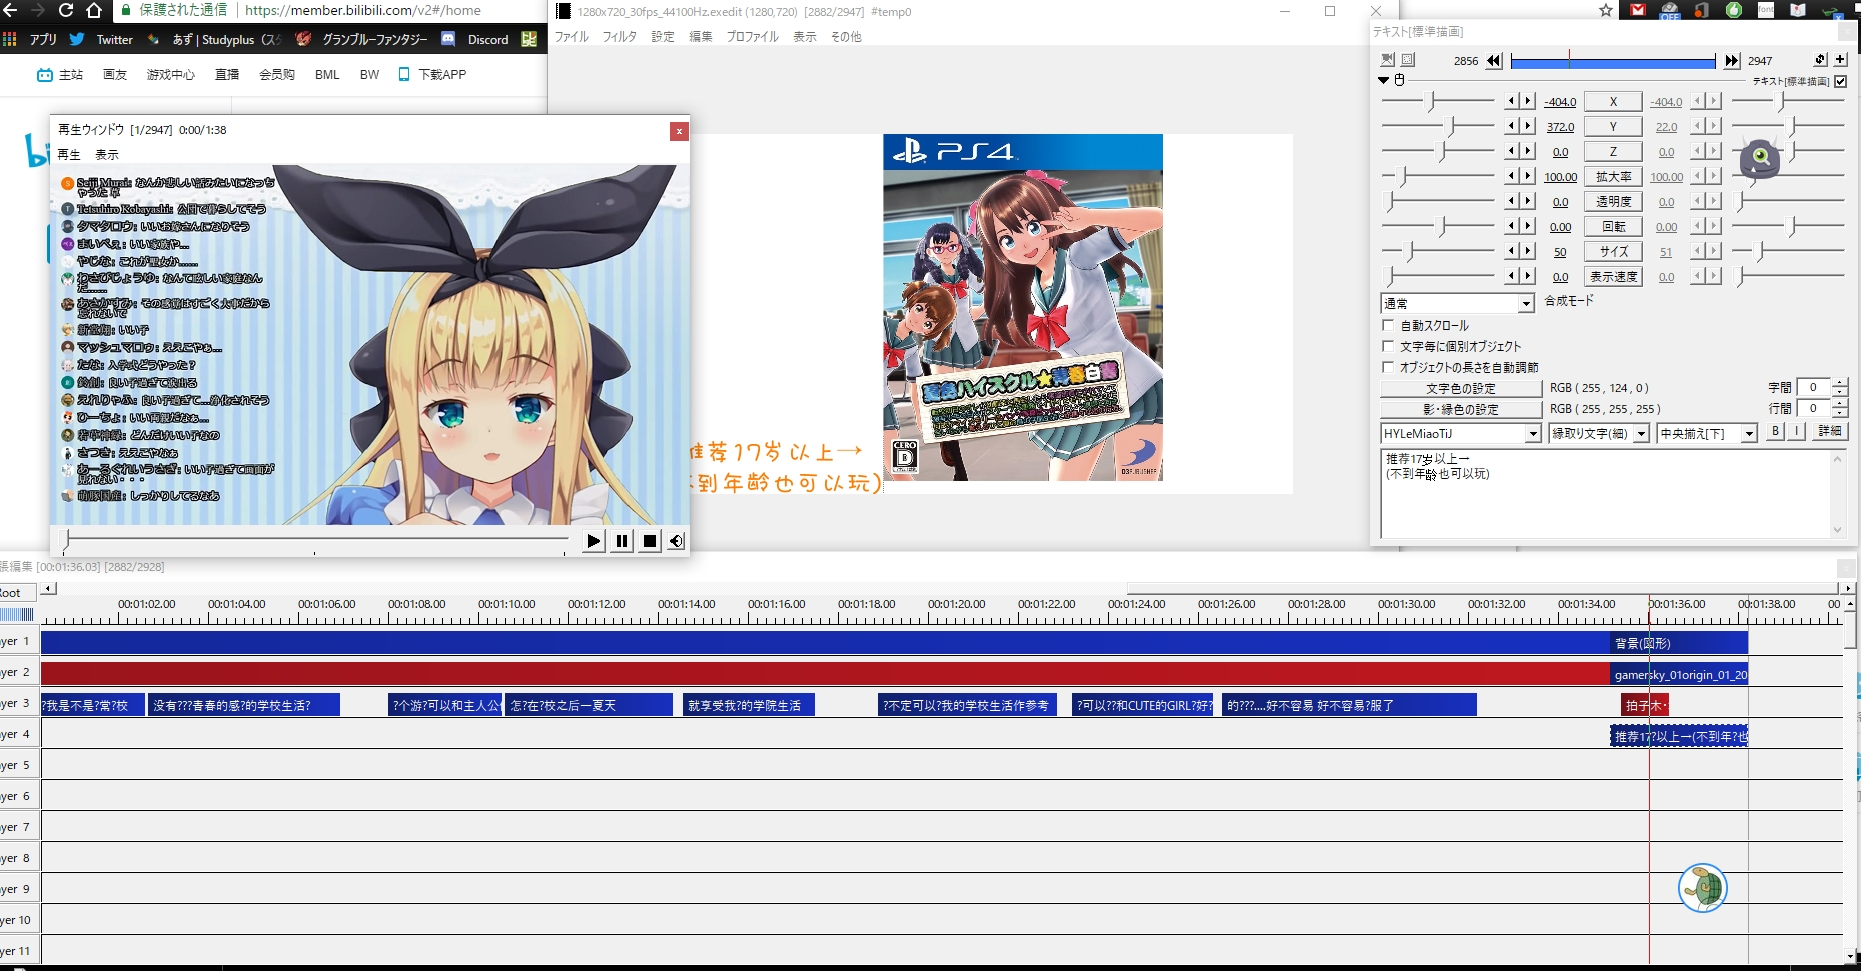 保護された通信
https://member.bilibili.com/v2#/home
アプリ
Twitter
あず | Studyplus（ス
グランブルーファンタジー
Discord
主站
画友
游戏中心
直播
会员购
BML
BW
下載APP
1280x720_30fps_44100Hz.exedit (1280,720) [2882/2947] #temp0
ファイル
フィルタ
設定
編集
プロファイル
表示
その他
再生ウィンドウ [1/2947] 0:00/1:38
再生
表示
Seiji Murai: なんか悲しい話みたいになっち
ゃうた 草
Tetsuhiro Kobayashi: 公団で暮らしてそう
タマタロウ: いいお嫁さんになりそう
まいぺぇ: いい家族や...
やじな: これが聖女か......
わさびじょうゆ: なんて眩しい家庭なん
だ......
あさかすみ: その感謝はすごく大事だから
忘れないで
新堂翔: いい子
マッシュマロゥ: ええこやぁ...
たな: 入学式どうやった？
鈴創: 良い子過ぎて涙出る
えれりゃふ: 良い子過ぎて...浄化されそう
ひーちょ: いい両親だなぁ...
若草神緑: どんだけいい子なの
さつき: ええこやなぁ
あーるぐれいうさぎ: いい子過ぎて画面が
見れない・・・
萌豚国産: しっかりしてるなあ
PS4
夏色ハイスクル★青春白書
CERO
D
D3 PUBLISHER
推荐17岁以上→
不到年龄也可以玩)
テキスト[標準描画]
2856
2947
テキスト[標準描画]
-404.0 X -404.0
372.0 Y 22.0
0.0 Z 0.0
100.00 拡大率 100.00
0.0 透明度 0.0
0.00 回転 0.00
50 サイズ 51
0.0 表示速度 0.0
通常
合成モード
自動スクロール
文字毎に個別オブジェクト
オブジェクトの長さを自動調節
文字色の設定
RGB ( 255 , 124 , 0 )
字間
0
影・縁色の設定
RGB ( 255 , 255 , 255 )
行間
0
HYLeMiaoTiJ
縁取り文字(細)
中央揃え[下]
B
I
詳細
推荐17岁以上→
(不到年龄也可以玩)
張編集 [00:01:36.03] [2882/2928]
Root
00:01:02.00
00:01:04.00
00:01:06.00
00:01:08.00
00:01:10.00
00:01:12.00
00:01:14.00
00:01:16.00
00:01:18.00
00:01:20.00
00:01:22.00
00:01:24.00
00:01:26.00
00:01:28.00
00:01:30.00
00:01:32.00
00:01:34.00
00:01:36.00
00:01:38.00
00
yer 1
背景(図形)
yer 2
gamersky_01origin_01_20
yer 3
?我是不是?常?校
没有???青春的感?的学校生活?
?个游?可以和主人公(
怎?在?校之后一夏天
就享受我?的学院生活
?不定可以?我的学校生活作参考
?可以??和CUTE的GIRL?好?
的???....好不容易 好不容易?服了
拍子木・
yer 4
推荐17?以上→(不到年?也
yer 5
yer 6
yer 7
yer 8
yer 9
yer 10
yer 11